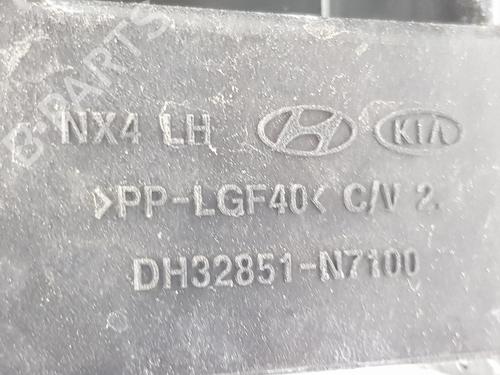 B-PARTS
NX4 LH KIA
>PP-LGF40< C/V 2.
DH32851-N7100